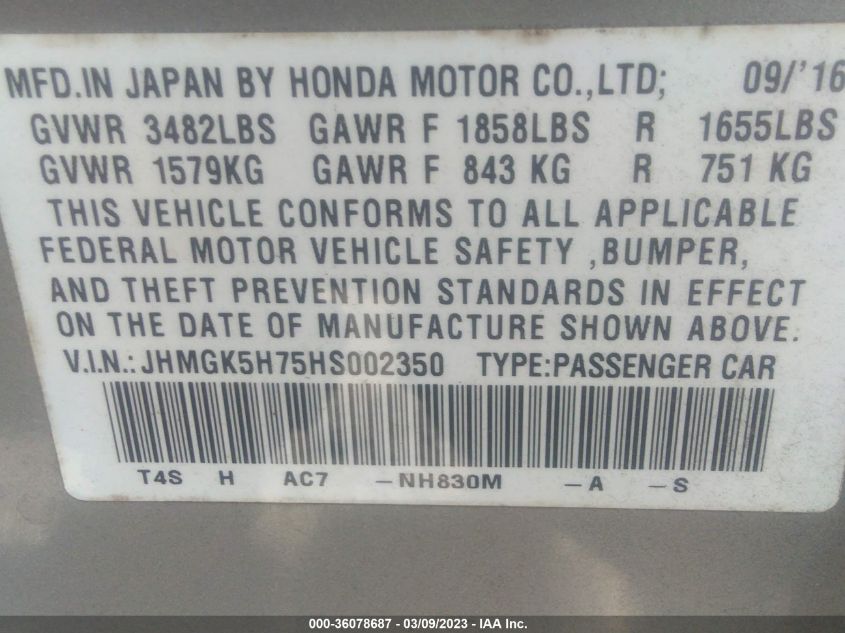 MFD.IN JAPAN BY HONDA MOTOR CO.,LTD; 09/'16
GVWR 3482LBS GAWR F 1858LBS R 1655LBS
GVWR 1579KG GAWR F 843 KG R 751 KG
THIS VEHICLE CONFORMS TO ALL APPLICABLE
FEDERAL MOTOR VEHICLE SAFETY ,BUMPER,
AND THEFT PREVENTION STANDARDS IN EFFECT
ON THE DATE OF MANUFACTURE SHOWN ABOVE.
V.I.N.: JHMGK5H75HS002350 TYPE:PASSENGER CAR
T4S H AC7 -NH830M -A -S
000-36078687 - 03/09/2023 - IAA Inc.